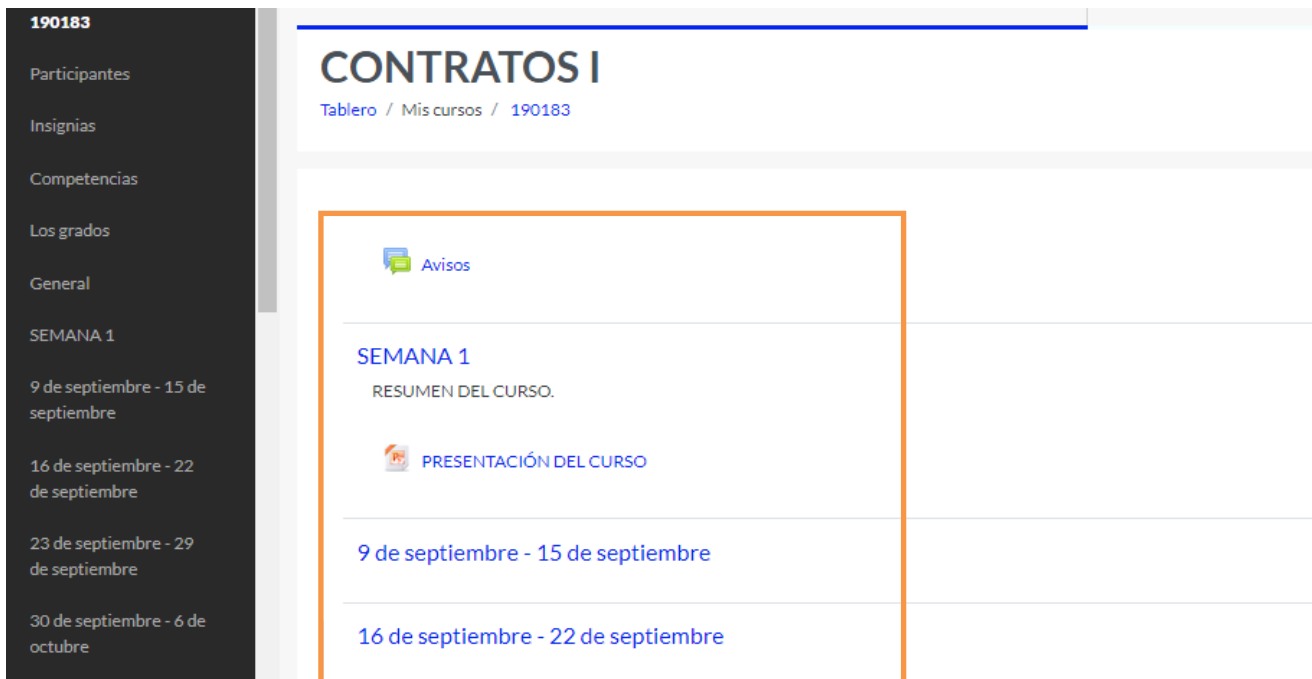 190183
Participantes
Insignias
Competencias
Los grados
General
SEMANA 1
9 de septiembre - 15 de
septiembre
16 de septiembre - 22
de septiembre
23 de septiembre - 29
de septiembre
30 de septiembre - 6 de
octubre
CONTRATOS I
Tablero / Mis cursos / 190183
Avisos
SEMANA 1
RESUMEN DEL CURSO.
PRESENTACIÓN DEL CURSO
9 de septiembre - 15 de septiembre
16 de septiembre - 22 de septiembre